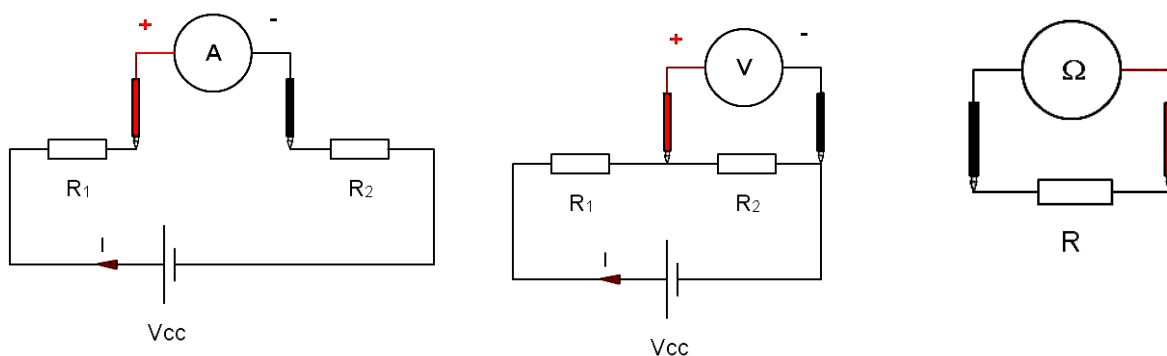 + A -
R1 R2
I
Vcc
+ V -
R1 R2
I
Vcc
Ω
R